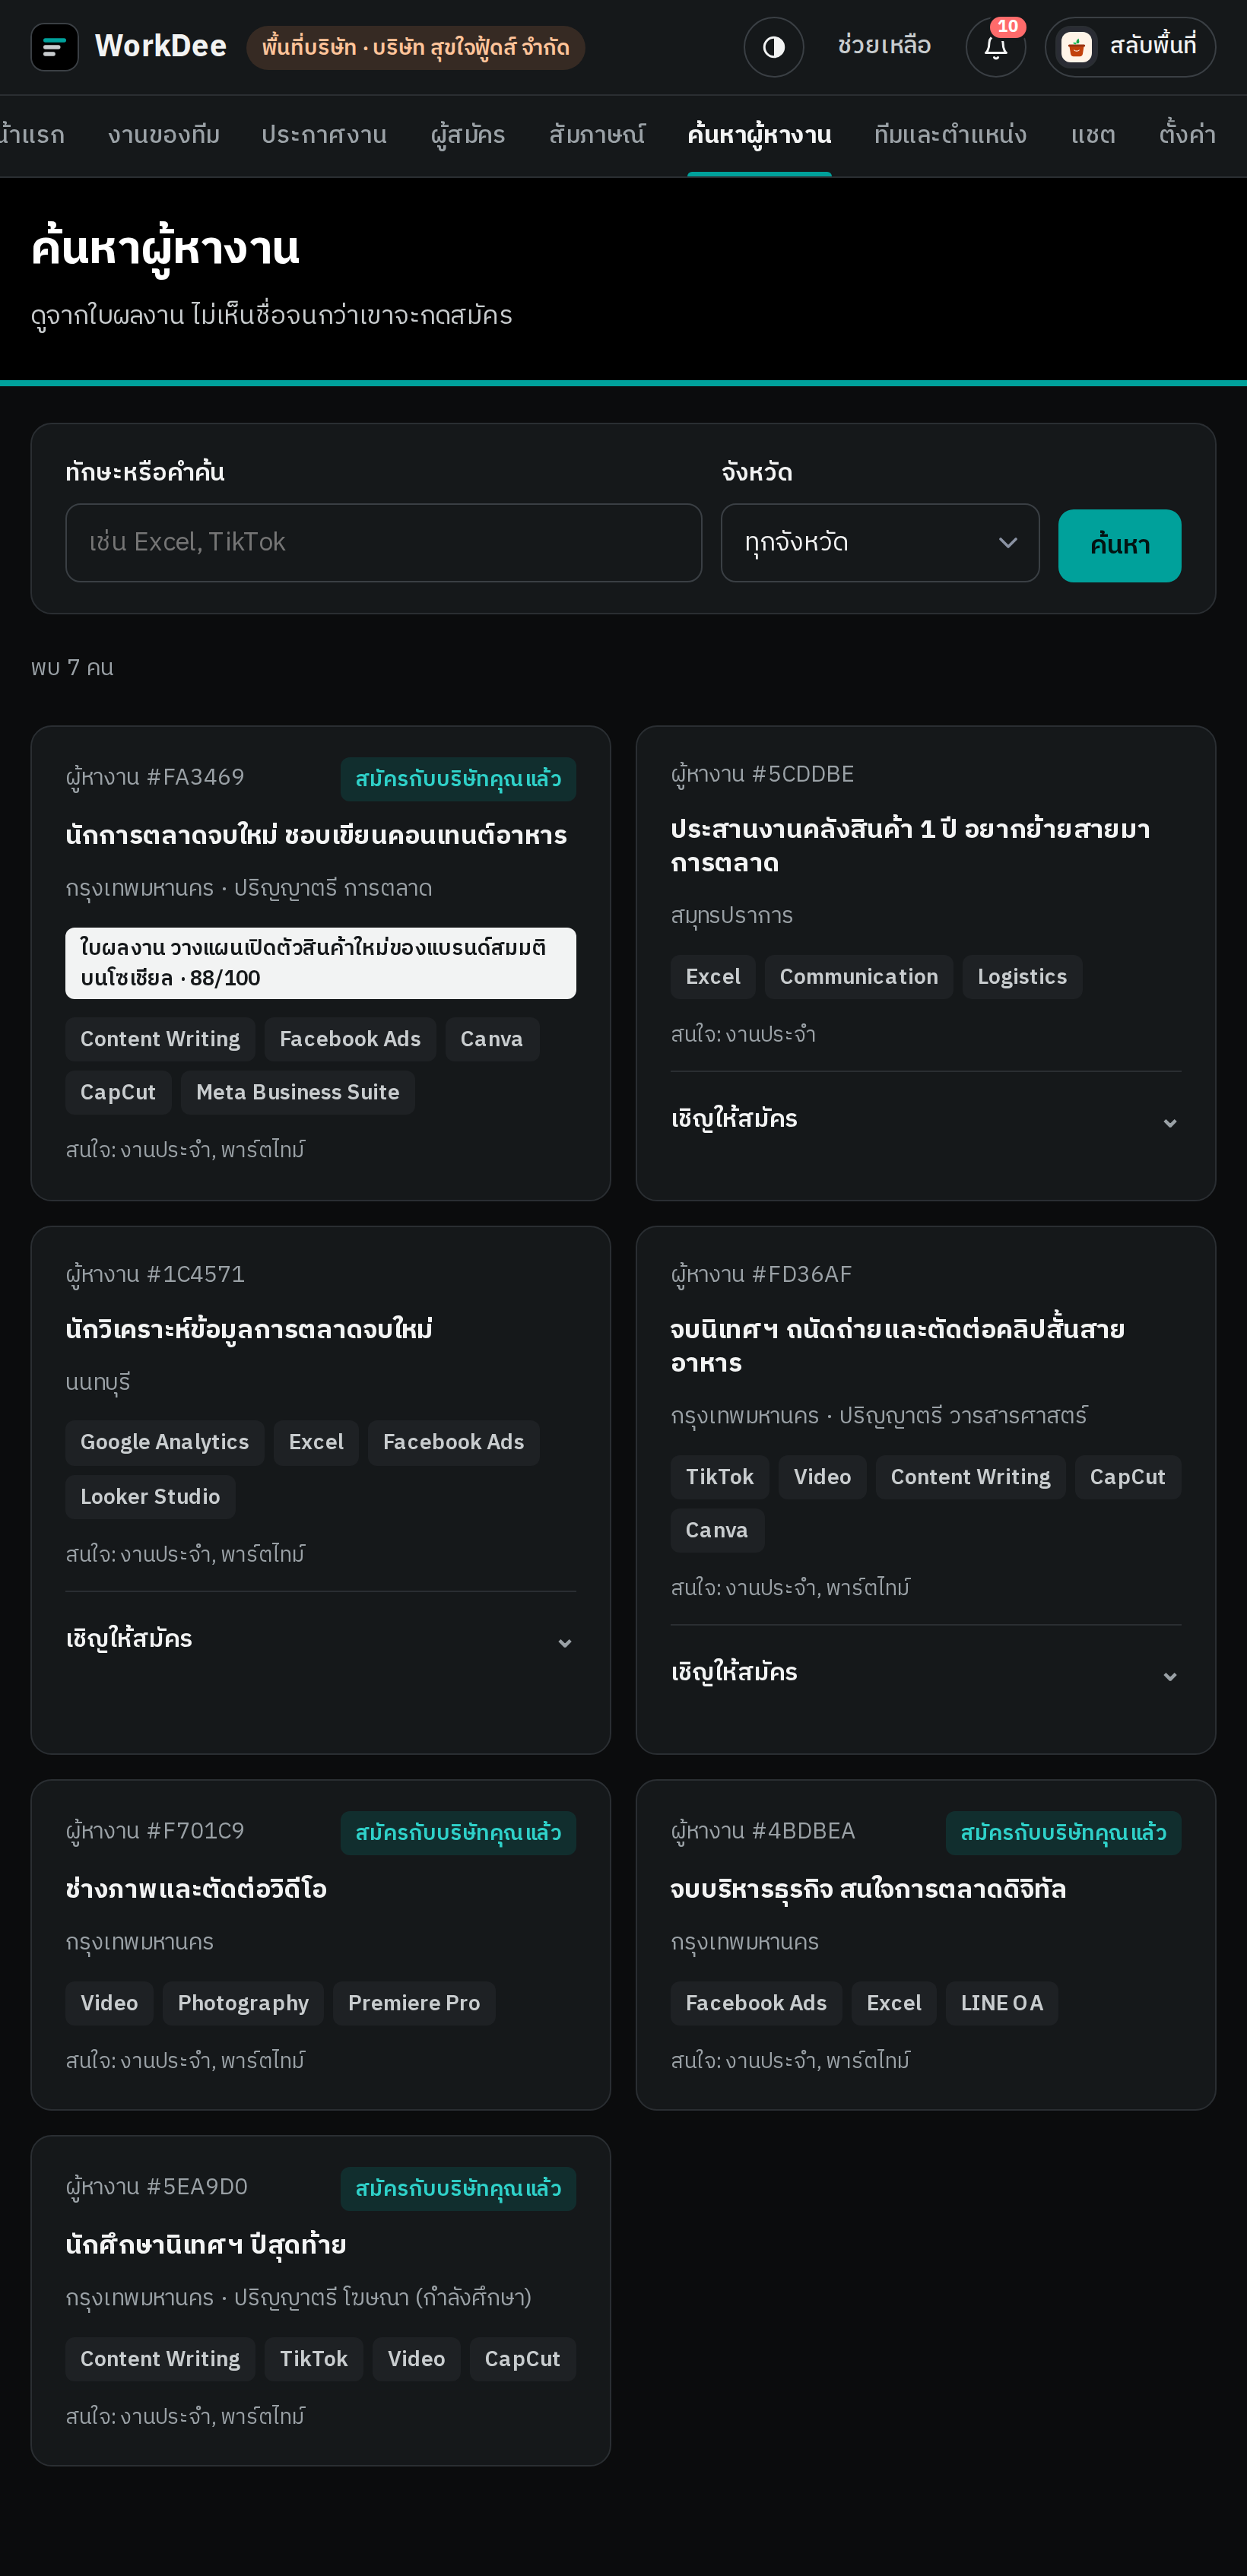 WorkDee
พื้นที่บริษัท · บริษัท สุขใจฟู้ดส์ จำกัด
ช่วยเหลือ
10
สลับพื้นที่
น้าแรก
งานของทีม
ประกาศงาน
ผู้สมัคร
สัมภาษณ์
ค้นหาผู้หางาน
ทีมและตำแหน่ง
แชต
ตั้งค่า
ค้นหาผู้หางาน
ดูจากใบผลงาน ไม่เห็นชื่อจนกว่าเขาจะกดสมัคร
ทักษะหรือคำค้น
จังหวัด
เช่น Excel, TikTok
ทุกจังหวัด
ค้นหา
พบ 7 คน
ผู้หางาน #FA3469
สมัครกับบริษัทคุณแล้ว
นักการตลาดจบใหม่ ชอบเขียนคอนเทนต์อาหาร
กรุงเทพมหานคร · ปริญญาตรี การตลาด
ใบผลงาน วางแผนเปิดตัวสินค้าใหม่ของแบรนด์สมมติ
บนโซเชียล · 88/100
Content Writing
Facebook Ads
Canva
CapCut
Meta Business Suite
สนใจ: งานประจำ, พาร์ตไทม์
ผู้หางาน #5CDDBE
ประสานงานคลังสินค้า 1 ปี อยากย้ายสายมา
การตลาด
สมุทรปราการ
Excel
Communication
Logistics
สนใจ: งานประจำ
เชิญให้สมัคร
ผู้หางาน #1C4571
นักวิเคราะห์ข้อมูลการตลาดจบใหม่
นนทบุรี
Google Analytics
Excel
Facebook Ads
Looker Studio
สนใจ: งานประจำ, พาร์ตไทม์
เชิญให้สมัคร
ผู้หางาน #FD36AF
จบนิเทศฯ ถนัดถ่ายและตัดต่อคลิปสั้นสาย
อาหาร
กรุงเทพมหานคร · ปริญญาตรี วารสารศาสตร์
TikTok
Video
Content Writing
CapCut
Canva
สนใจ: งานประจำ, พาร์ตไทม์
เชิญให้สมัคร
ผู้หางาน #F701C9
สมัครกับบริษัทคุณแล้ว
ช่างภาพและตัดต่อวิดีโอ
กรุงเทพมหานคร
Video
Photography
Premiere Pro
สนใจ: งานประจำ, พาร์ตไทม์
ผู้หางาน #4BDBEA
สมัครกับบริษัทคุณแล้ว
จบบริหารธุรกิจ สนใจการตลาดดิจิทัล
กรุงเทพมหานคร
Facebook Ads
Excel
LINE OA
สนใจ: งานประจำ, พาร์ตไทม์
ผู้หางาน #5EA9D0
สมัครกับบริษัทคุณแล้ว
นักศึกษานิเทศฯ ปีสุดท้าย
กรุงเทพมหานคร · ปริญญาตรี โฆษณา (กำลังศึกษา)
Content Writing
TikTok
Video
CapCut
สนใจ: งานประจำ, พาร์ตไทม์